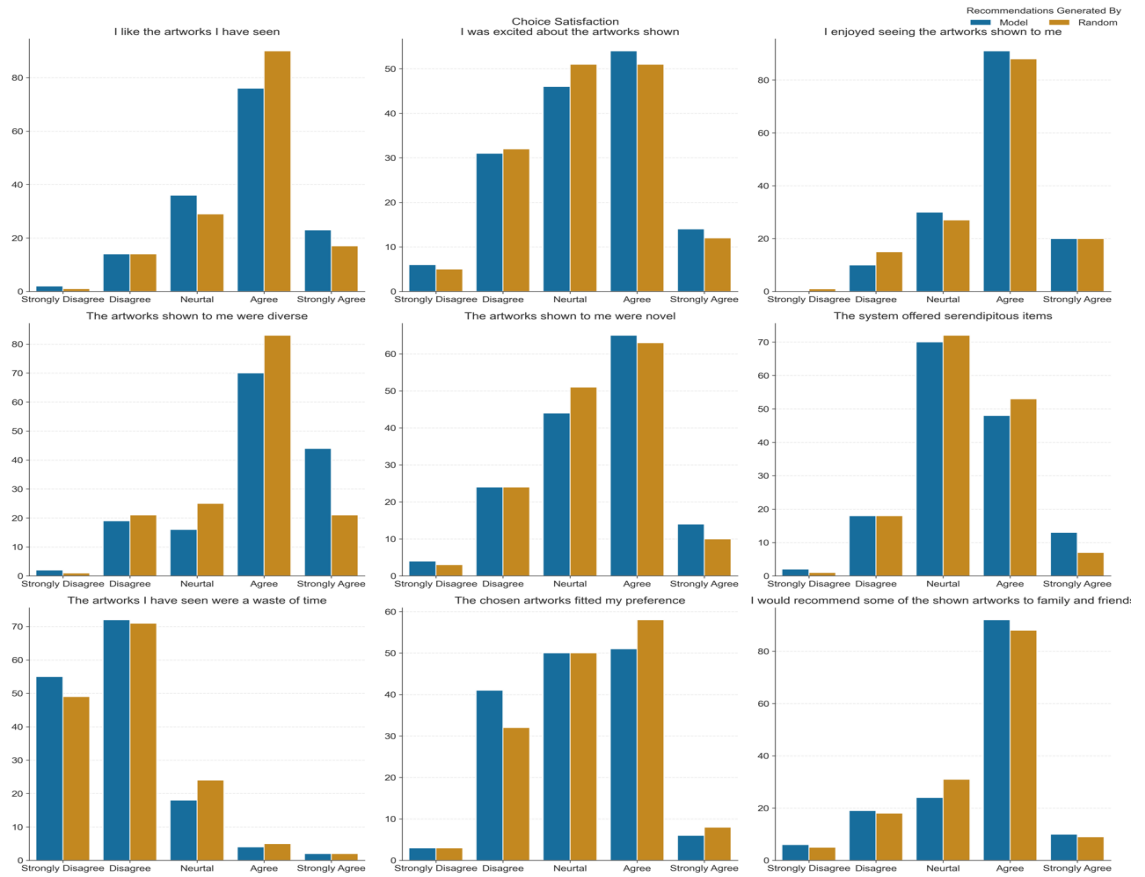 Recommendations Generated By
Model Random
Choice Satisfaction
I like the artworks I have seen
80
60
40
20
0
Strongly Disagree Disagree Neurtal Agree Strongly Agree
I was excited about the artworks shown
50
40
30
20
10
0
Strongly Disagree Disagree Neurtal Agree Strongly Agree
I enjoyed seeing the artworks shown to me
80
60
40
20
0
Strongly Disagree Disagree Neurtal Agree Strongly Agree
The artworks shown to me were diverse
80
70
60
50
40
30
20
10
0
Strongly Disagree Disagree Neurtal Agree Strongly Agree
The artworks shown to me were novel
60
50
40
30
20
10
0
Strongly Disagree Disagree Neurtal Agree Strongly Agree
The system offered serendipitous items
70
60
50
40
30
20
10
0
Strongly Disagree Disagree Neurtal Agree Strongly Agree
The artworks I have seen were a waste of time
70
60
50
40
30
20
10
0
Strongly Disagree Disagree Neurtal Agree Strongly Agree
The chosen artworks fitted my preference
60
50
40
30
20
10
0
Strongly Disagree Disagree Neurtal Agree Strongly Agree
I would recommend some of the shown artworks to family and friends
80
60
40
20
0
Strongly Disagree Disagree Neurtal Agree Strongly Agree